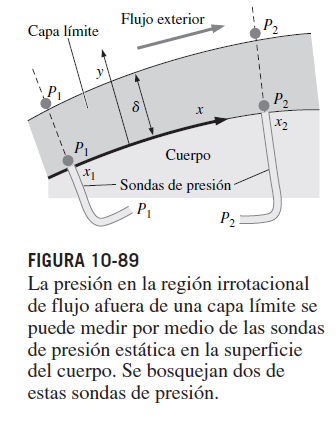 Flujo exterior
Capa límite
P2
y
P1
δ
x
P2
x2
P1
x1
Cuerpo
Sondas de presión
P1
P2
FIGURA 10-89
La presión en la región irrotacional
de flujo afuera de una capa límite se
puede medir por medio de las sondas
de presión estática en la superficie
del cuerpo. Se bosquejan dos de
estas sondas de presión.